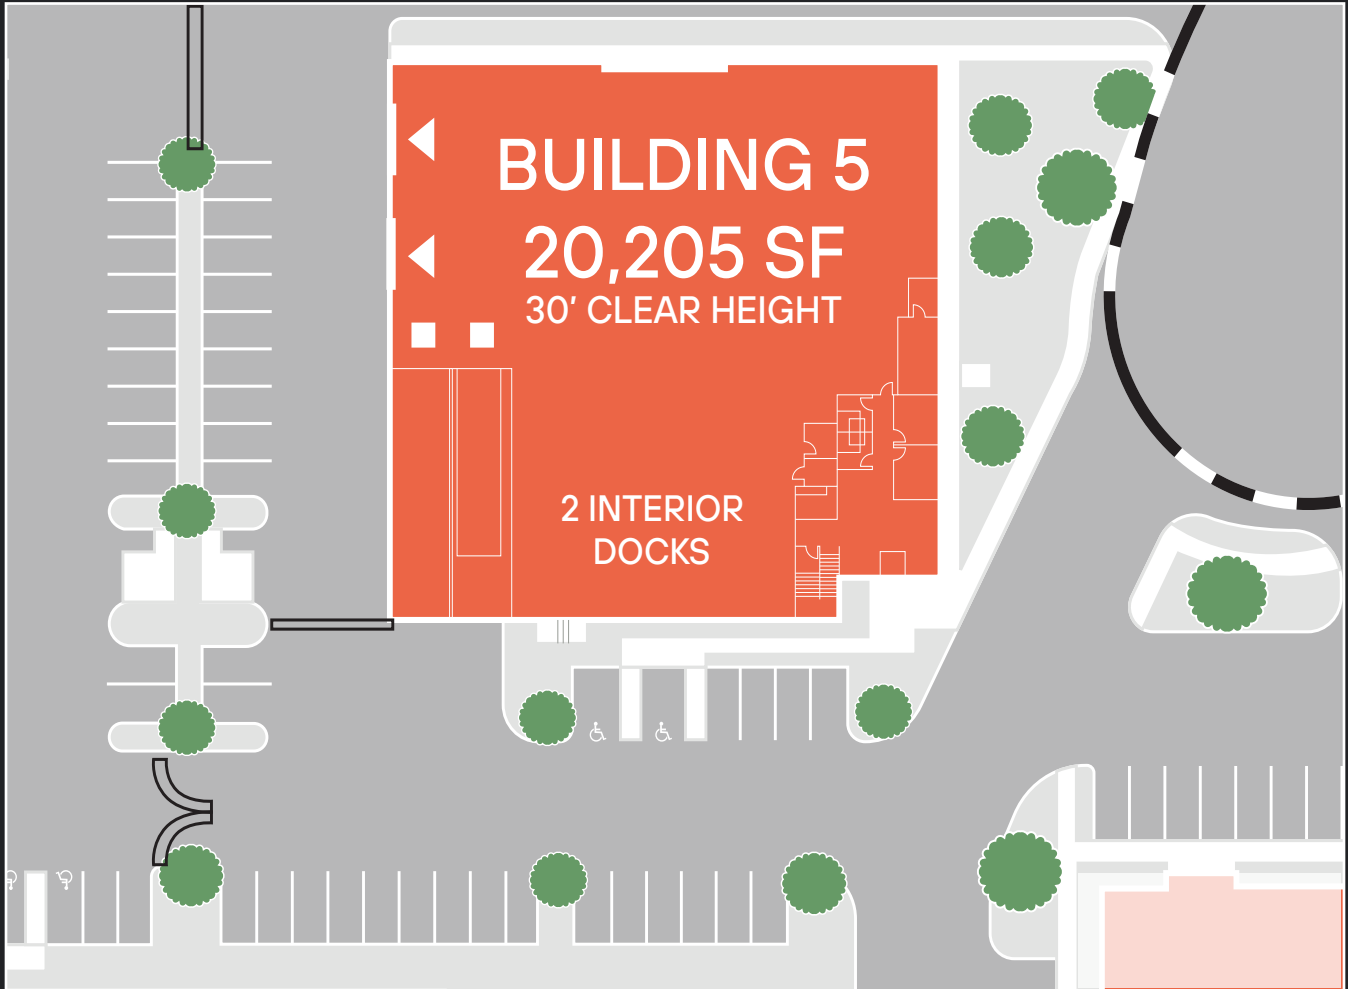 BUILDING 5
20,205 SF
30' CLEAR HEIGHT
2 INTERIOR
DOCKS